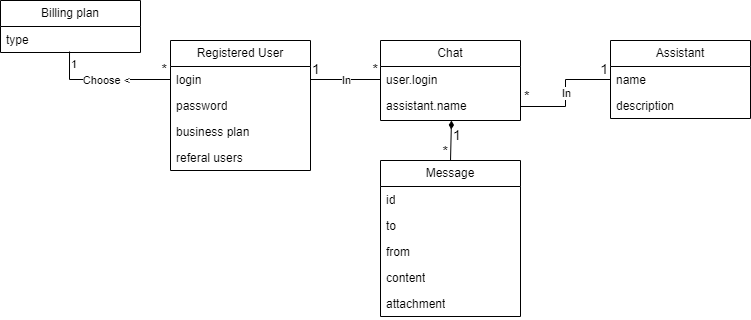 Billing plan
type
1
Choose <
*
Registered User
login
password
business plan
referal users
1
In
*
Chat
user.login
assistant.name
*
In
1
Assistant
name
description
1
*
Message
id
to
from
content
attachment